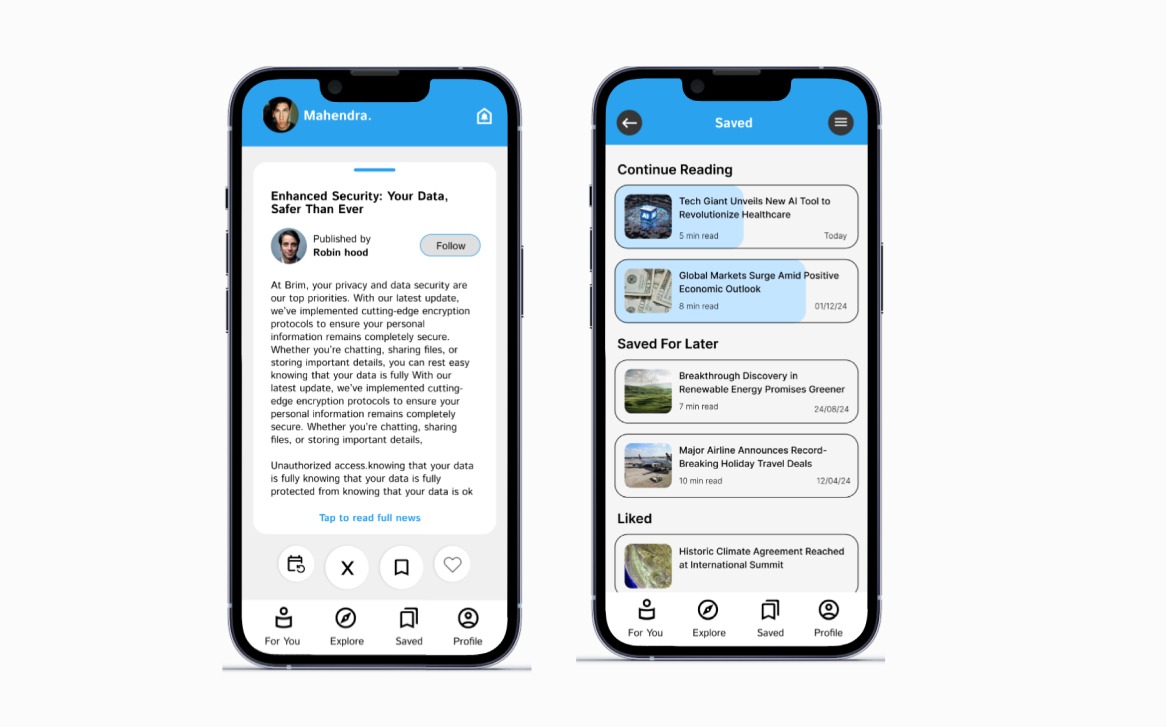 Mahendra.
Enhanced Security: Your Data,
Safer Than Ever
Published by
Robin hood
Follow
At Brim, your privacy and data security are
our top priorities. With our latest update,
we've implemented cutting-edge encryption
protocols to ensure your personal
information remains completely secure.
Whether you're chatting, sharing files, or
storing important details, you can rest easy
knowing that your data is fully With our
latest update, we've implemented cutting-
edge encryption protocols to ensure your
personal information remains completely
secure. Whether you're chatting, sharing
files, or storing important details,
Unauthorized access.knowing that your data
is fully knowing that your data is fully
protected from knowing that your data is ok
Tap to read full news
X
For You
Explore
Saved
Profile
Saved
Continue Reading
AI
Tech Giant Unveils New AI Tool to
Revolutionize Healthcare
5 min read
Today
Global Markets Surge Amid Positive
Economic Outlook
8 min read
01/12/24
Saved For Later
Breakthrough Discovery in
Renewable Energy Promises Greener
7 min read
24/08/24
Major Airline Announces Record-
Breaking Holiday Travel Deals
10 min read
12/04/24
Liked
Historic Climate Agreement Reached
at International Summit
For You
Explore
Saved
Profile